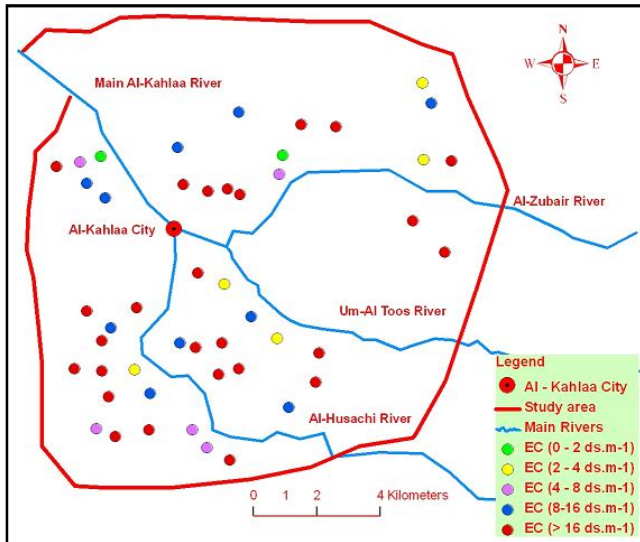 N
W E
S
Main Al-Kahlaa River
Al-Zubair River
Al-Kahlaa City
Um-Al Toos River
Al-Husachi River
Legend
Al - Kahlaa City
Study area
Main Rivers
EC (0 - 2 ds.m-1)
EC (2 - 4 ds.m-1)
EC (4 - 8 ds.m-1)
EC (8-16 ds.m-1)
EC (> 16 ds.m-1)
0 1 2 4 Kilometers